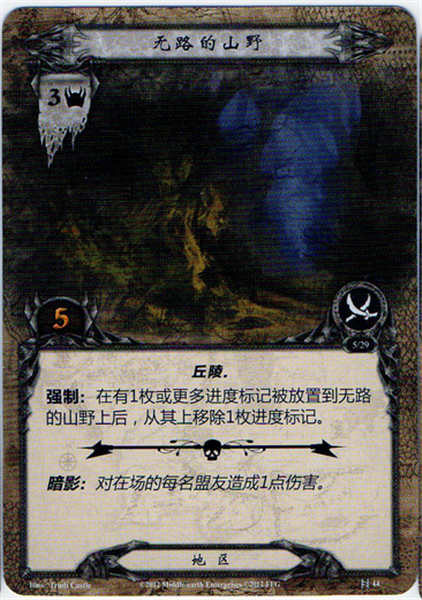 无路的山野
3
5
5/29
丘陵.
强制：在有1枚或更多进度标记被放置到无路
的山野上后，从其上移除1枚进度标记。
暗影：对在场的每名盟友造成1点伤害。
地区
Illus. Trudi Castle
©2012 Middle-earth Enterprises ©2012 FFG
44